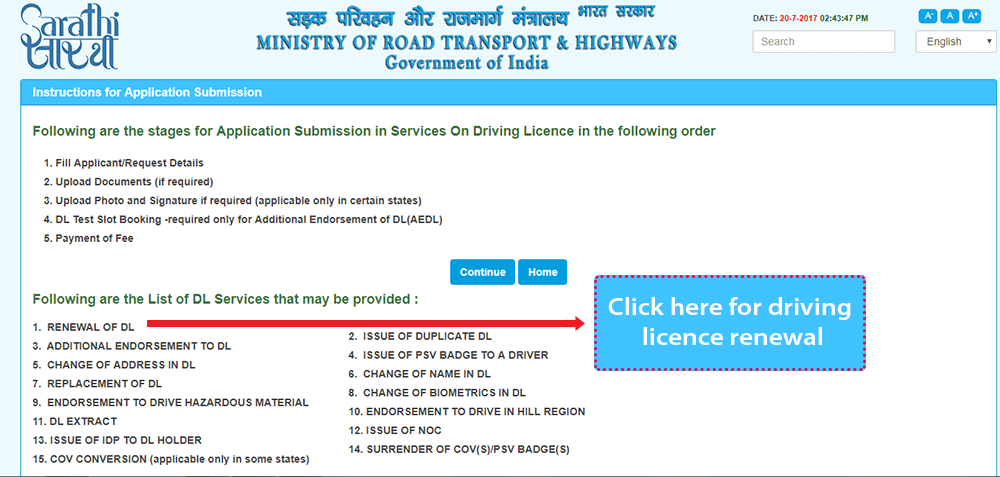 Sarathi
सारथी
सड़क परिवहन और राजमार्ग मंत्रालय भारत सरकार
MINISTRY OF ROAD TRANSPORT & HIGHWAYS
Government of India
DATE: 20-7-2017 02:43:47 PM
A- A A+
Search
English
Instructions for Application Submission
Following are the stages for Application Submission in Services On Driving Licence in the following order
1. Fill Applicant/Request Details
2. Upload Documents (if required)
3. Upload Photo and Signature if required (applicable only in certain states)
4. DL Test Slot Booking -required only for Additional Endorsement of DL(AEDL)
5. Payment of Fee
Continue Home
Following are the List of DL Services that may be provided :
1. RENEWAL OF DL
2. ISSUE OF DUPLICATE DL
3. ADDITIONAL ENDORSEMENT TO DL
4. ISSUE OF PSV BADGE TO A DRIVER
5. CHANGE OF ADDRESS IN DL
6. CHANGE OF NAME IN DL
7. REPLACEMENT OF DL
8. CHANGE OF BIOMETRICS IN DL
9. ENDORSEMENT TO DRIVE HAZARDOUS MATERIAL
10. ENDORSEMENT TO DRIVE IN HILL REGION
11. DL EXTRACT
12. ISSUE OF NOC
13. ISSUE OF IDP TO DL HOLDER
14. SURRENDER OF COV(S)/PSV BADGE(S)
15. COV CONVERSION (applicable only in some states)
Click here for driving
licence renewal